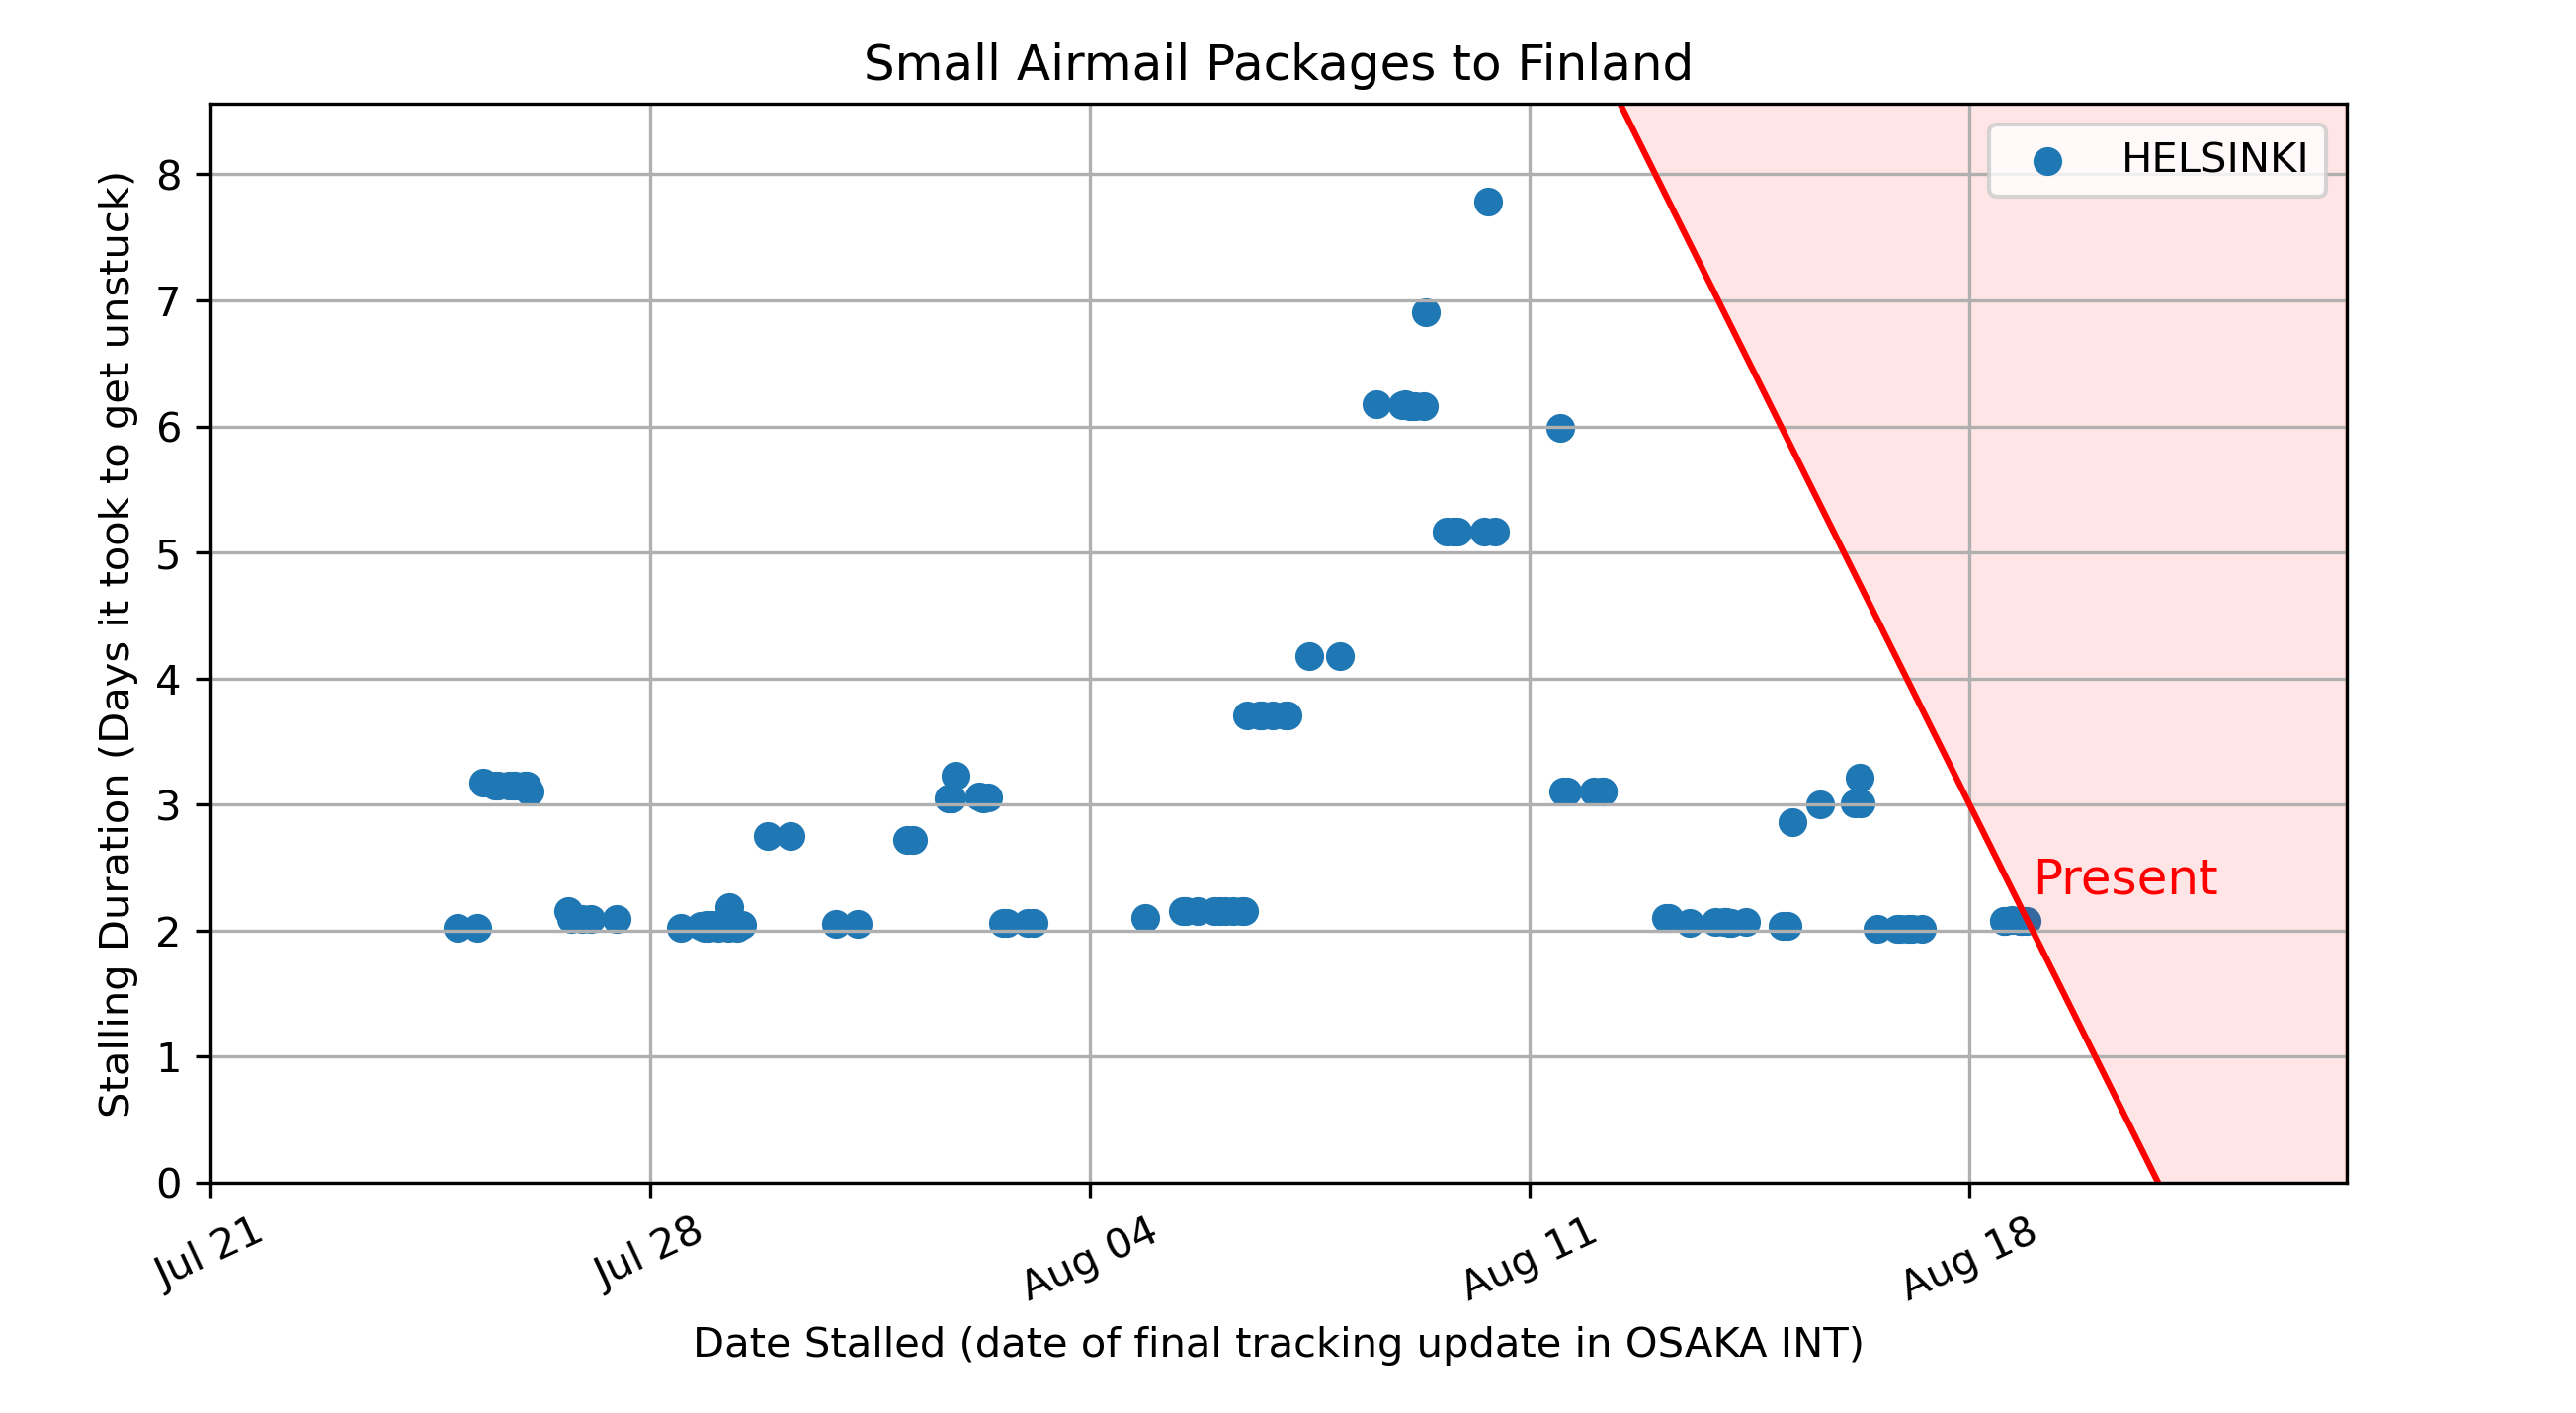 Small Airmail Packages to Finland
HELSINKI
Stalling Duration (Days it took to get unstuck)
8
7
6
5
4
3
2
1
0
Present
Jul 21
Jul 28
Aug 04
Aug 11
Aug 18
Date Stalled (date of final tracking update in OSAKA INT)